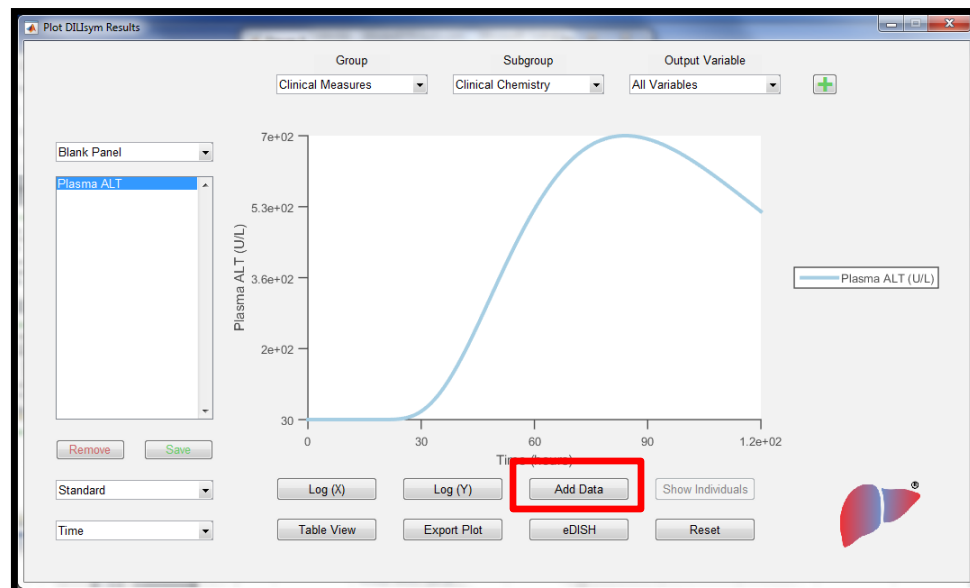 Plot DILIsym Results
Group
Subgroup
Output Variable
Clinical Measures
Clinical Chemistry
All Variables
Blank Panel
Plasma ALT
Remove
Save
Standard
Time
7e+02
5.3e+02
3.6e+02
2e+02
30
Plasma ALT (U/L)
0
30
60
90
1.2e+02
Time (hours)
Plasma ALT (U/L)
Log (X)
Log (Y)
Add Data
Show Individuals
Table View
Export Plot
eDISH
Reset
®